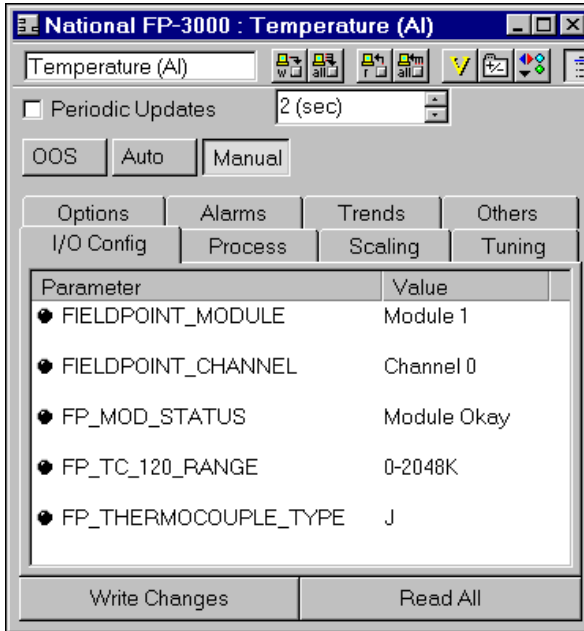 National FP-3000 : Temperature (AI)
Temperature (AI)
w all r all
Periodic Updates 2 (sec)
OOS Auto Manual
Options Alarms Trends Others
I/O Config Process Scaling Tuning
Parameter Value
FIELDPOINT_MODULE Module 1
FIELDPOINT_CHANNEL Channel 0
FP_MOD_STATUS Module Okay
FP_TC_120_RANGE 0-2048K
FP_THERMOCOUPLE_TYPE J
Write Changes Read All